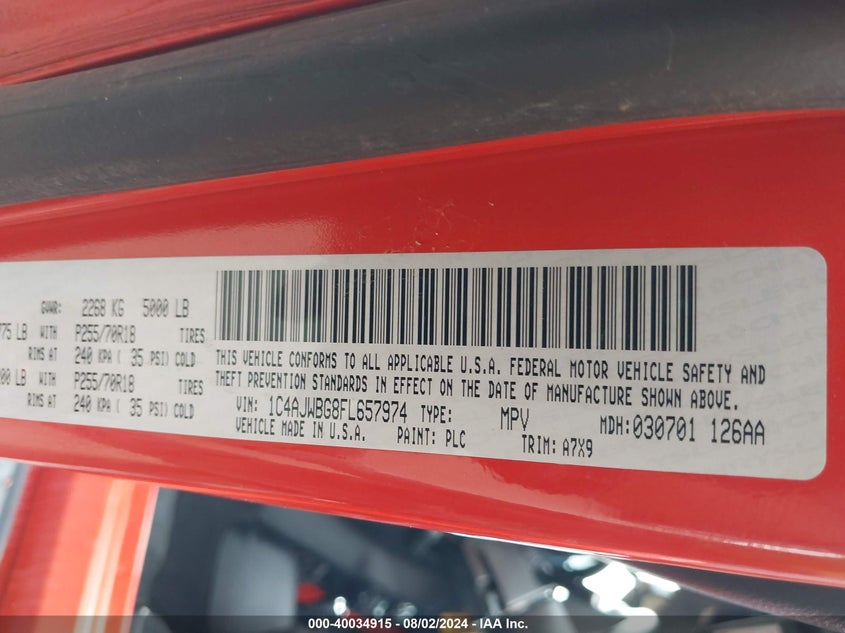 GVWR: 2268 KG 5000 LB
775 LB WITH P255/70R18 TIRES
RIMS AT 240 KPA ( 35 PSI) COLD
00 LB WITH P255/70R18 TIRES
RIMS AT 240 KPA ( 35 PSI) COLD
THIS VEHICLE CONFORMS TO ALL APPLICABLE U.S.A. FEDERAL MOTOR VEHICLE SAFETY AND
THEFT PREVENTION STANDARDS IN EFFECT ON THE DATE OF MANUFACTURE SHOWN ABOVE.
VIN: 1C4AJWBG8FL657974 TYPE: MPV MDH:030701 126AA
VEHICLE MADE IN U.S.A. PAINT: PLC TRIM: A7X9
000-40034915 - 08/02/2024 - IAA Inc.